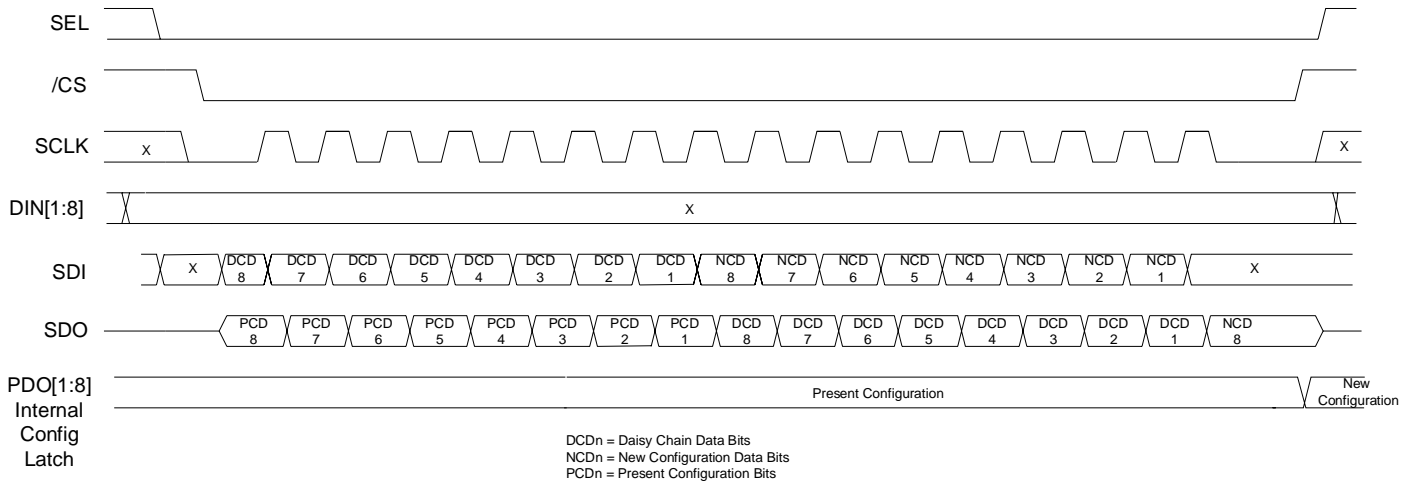 SEL
/CS
SCLK
X
X
DIN[1:8]
X
SDI
X
DCD 8
DCD 7
DCD 6
DCD 5
DCD 4
DCD 3
DCD 2
DCD 1
NCD 8
NCD 7
NCD 6
NCD 5
NCD 4
NCD 3
NCD 2
NCD 1
X
SDO
PCD 8
PCD 7
PCD 6
PCD 5
PCD 4
PCD 3
PCD 2
PCD 1
DCD 8
DCD 7
DCD 6
DCD 5
DCD 4
DCD 3
DCD 2
DCD 1
NCD 8
PDO[1:8]
Internal
Config
Latch
Present Configuration
New
Configuration
DCDn = Daisy Chain Data Bits
NCDn = New Configuration Data Bits
PCDn = Present Configuration Bits